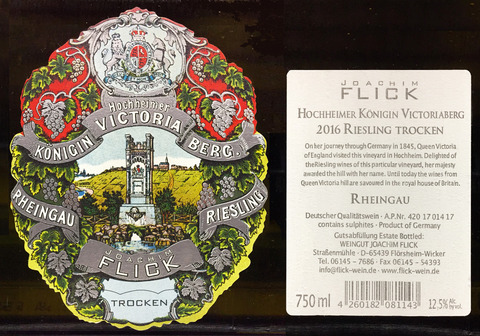 Hochheimer
KÖNIGIN VICTORIA BERG.
RHEINGAU RIESLING
JOACHIM
FLICK
TROCKEN
JOACHIM
FLICK
HOCHHEIMER KÖNIGIN VICTORIABERG
2016 RIESLING TROCKEN
On her journey through Germany in 1845, Queen Victoria
of England visited this vineyard in Hochheim. Delighted of
the Riesling wines of this particular vineyard, her majesty
awarded the hill with her name. Until today the wines from
Queen Victoria hill are savoured in the royal house of Britain.
RHEINGAU
Deutscher Qualitätswein - A.P.Nr. 420 17 014 17
contains sulphites - Product of Germany
Gutsabfüllung Estate Bottled:
WEINGUT JOACHIM FLICK
Straßenmühle - D-65439 Flörsheim-Wicker
Tel. 06145 - 7686 - Fax 06145 - 54393
info@flick-wein.de - www.flick-wein.de
750 ml 4 260182 081143 12,5% Alc. by vol.